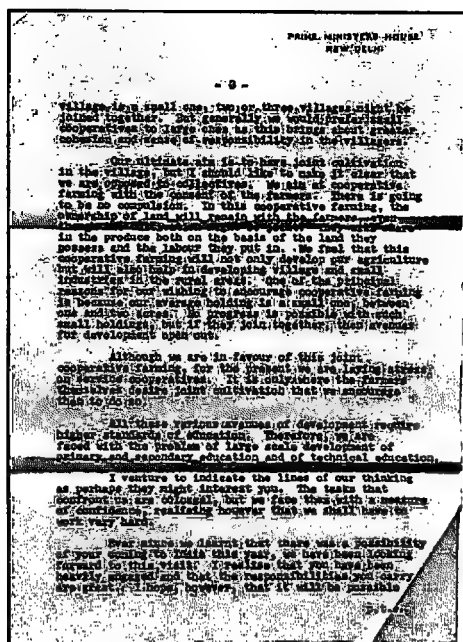 PRIME MINISTER'S HOUSE
NEW DELHI
village is a small one, two or three villages might be
joined together. But generally we would prefer small
cooperatives to large ones as this brings about greater
cohesion and sense of responsibility in the villagers.
Our ultimate aim is to have joint cultivation
in the village, but I should like to make it clear that
we are opposed to collectives. We aim at cooperative
farming with the consent of the farmers. There is going
to be no compulsion. In this cooperative farming, the
ownership of land will remain with the farmers
in the produce both on the basis of the land they
possess and the labour they put in. We feel that this
cooperative farming will not only develop our agriculture
but will also help in developing village and small
industries in the rural areas. One of the principal
reasons for our wishing to encourage cooperative farming
is because our average holding is a small one, between
one and two acres. No progress is possible with such
small holdings, but if they join together, then avenues
for development open out.
Although we are in favour of this joint
cooperative farming, for the present we are laying stress
on service cooperatives. It is only where the farmers
themselves desire joint cultivation that we encourage
them to do so.
All these various avenues of development require
higher standards of education. Therefore, we are
faced with the problem of large scale development of
primary and secondary education and of technical education.
I venture to indicate the lines of our thinking
as perhaps they might interest you. The tasks that
confront us are colossal, but we face them with a measure
of confidence, realising however that we shall have to
work very hard.
Ever since we learnt that there was a possibility
of your coming to India this year, we have been looking
forward to this visit. I realise that you have been
heavily engaged and that the responsibilities you carry
are great. I hope, however, that it will be possible